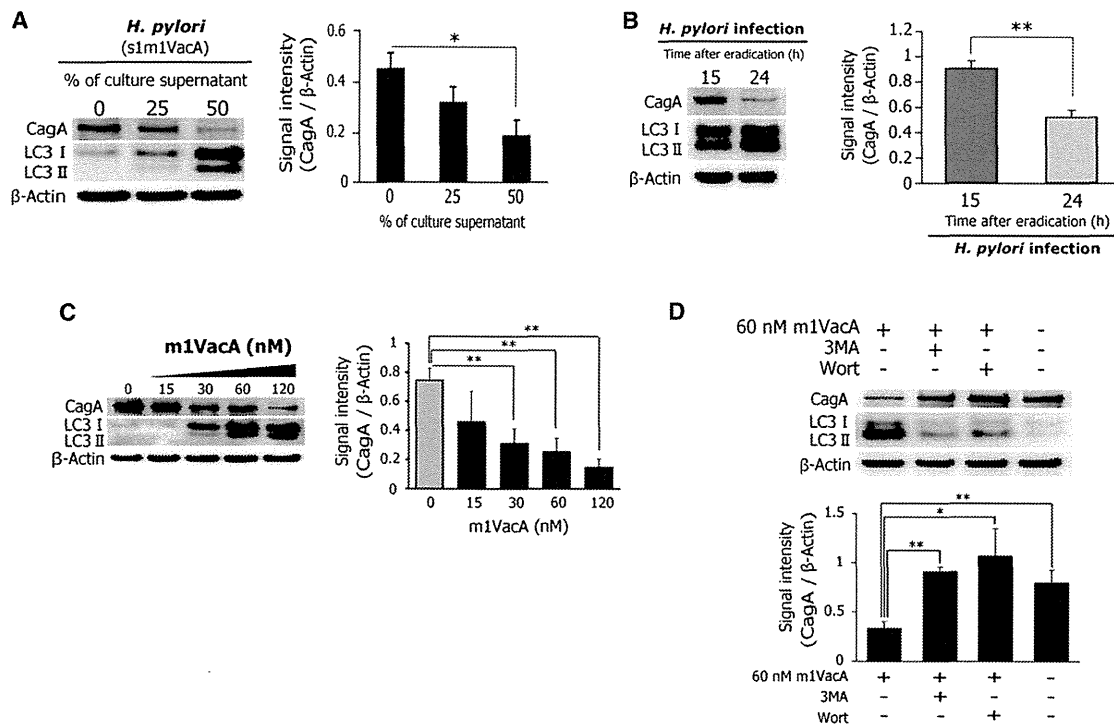 A
H. pylori
(s1m1VacA)
% of culture supernatant
0 25 50
CagA
LC3 I
LC3 II
β-Actin
Signal intensity
(CagA / β-Actin)
0.6
0.4
0.2
0
*
0 25 50
% of culture supernatant
B
H. pylori infection
Time after eradication (h)
15 24
CagA
LC3 I
LC3 II
β-Actin
Signal intensity
(CagA / β-Actin)
1.2
1
0.8
0.6
0.4
0.2
0
**
15 24
Time after eradication (h)
H. pylori infection
C
m1VacA (nM)
0 15 30 60 120
CagA
LC3 I
LC3 II
β-Actin
Signal intensity
(CagA / β-Actin)
1
0.8
0.6
0.4
0.2
0
**
**
**
0 15 30 60 120
m1VacA (nM)
D
60 nM m1VacA + + + -
3MA - + - -
Wort - - + -
CagA
LC3 I
LC3 II
β-Actin
Signal intensity
(CagA / β-Actin)
1.5
1
0.5
0
**
*
**
60 nM m1VacA + + + -
3MA - + - -
Wort - - + -